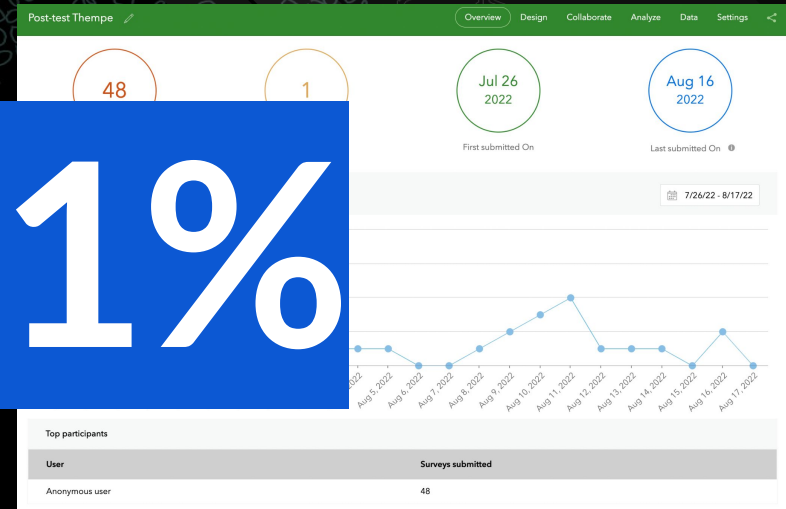 Post-test Thempe
Overview Design Collaborate Analyze Data Settings
48
1
Jul 26
2022
Aug 16
2022
First submitted On
Last submitted On
1%
7/26/22 - 8/17/22
2022
Aug 5, 2022
Aug 6, 2022
Aug 7, 2022
Aug 8, 2022
Aug 9, 2022
Aug 10, 2022
Aug 11, 2022
Aug 12, 2022
Aug 13, 2022
Aug 14, 2022
Aug 15, 2022
Aug 16, 2022
Aug 17, 2022
Top participants
User Surveys submitted
Anonymous user 48